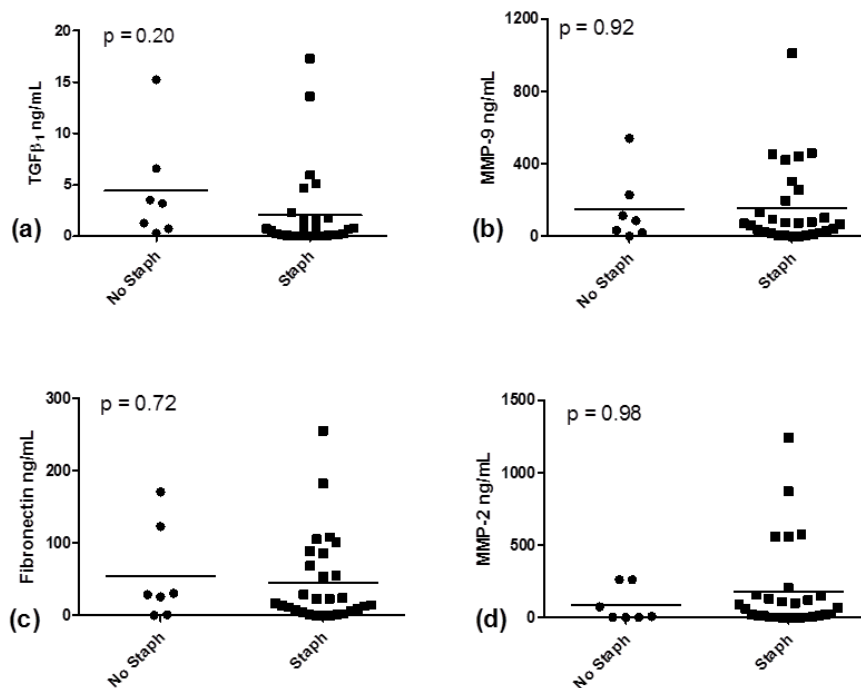 p = 0.20
20
15
10
5
0
TGFβ1 ng/mL
(a)
No Staph
Staph
p = 0.92
1200
800
400
0
MMP-9 ng/mL
(b)
No Staph
Staph
p = 0.72
300
200
100
0
Fibronectin ng/mL
(c)
No Staph
Staph
p = 0.98
1500
1000
500
0
MMP-2 ng/mL
(d)
No Staph
Staph